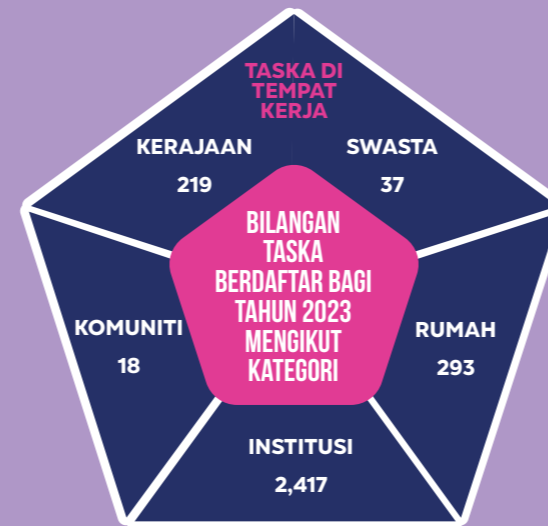 TASKA DI
TEMPAT
KERJA
KERAJAAN
219
SWASTA
37
BILANGAN
TASKA
BERDAFTAR BAGI
TAHUN 2023
MENGIKUT
KATEGORI
KOMUNITI
18
RUMAH
293
INSTITUSI
2,417